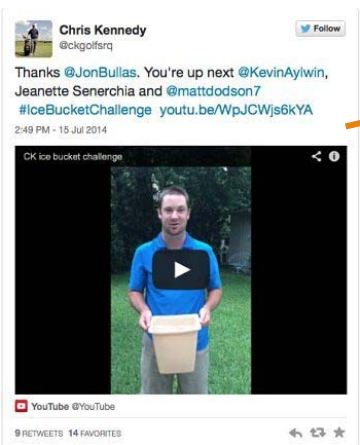 Chris Kennedy
@ckgolfsrq
Follow
Thanks @JonBullas. You're up next @KevinAylwin,
Jeanette Senerchia and @mattdodson7
#IceBucketChallenge youtu.be/WpJCWjs6kYA
2:49 PM - 15 Jul 2014
CK ice bucket challenge
YouTube @YouTube
9 RETWEETS 14 FAVORITES